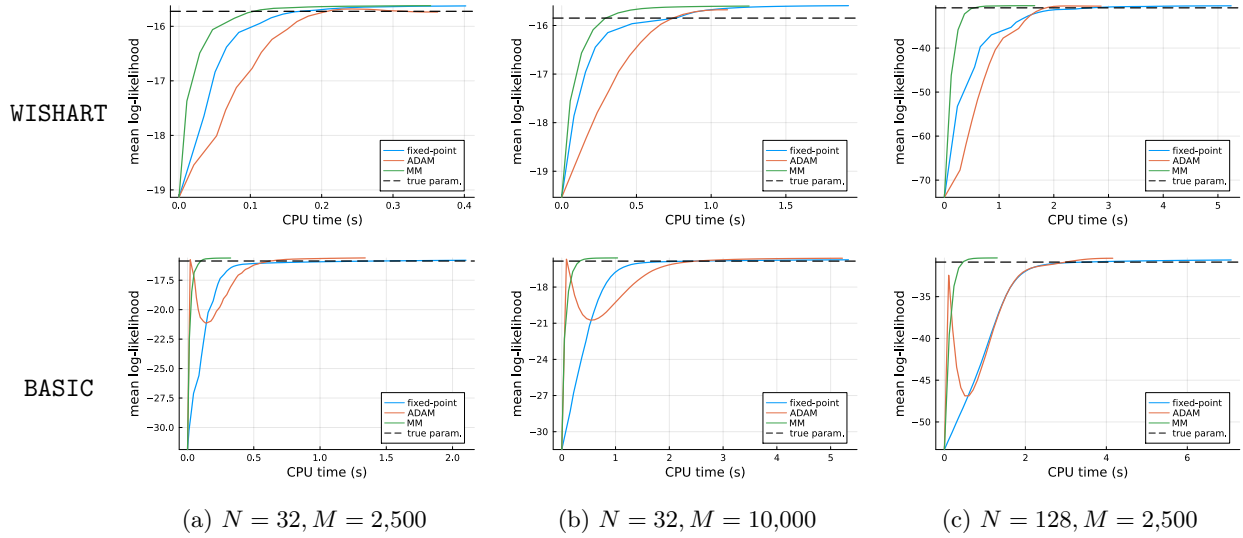 WISHART
mean log-likelihood
−16
−17
−18
−19
0.0 0.1 0.2 0.3 0.4
CPU time (s)
fixed-point
ADAM
MM
true param.
mean log-likelihood
−16
−17
−18
−19
0.0 0.5 1.0 1.5
CPU time (s)
fixed-point
ADAM
MM
true param.
mean log-likelihood
−40
−50
−60
−70
0 1 2 3 4 5
CPU time (s)
fixed-point
ADAM
MM
true param.
BASIC
mean log-likelihood
−17.5
−20.0
−22.5
−25.0
−27.5
−30.0
0.0 0.5 1.0 1.5 2.0
CPU time (s)
fixed-point
ADAM
MM
true param.
mean log-likelihood
−18
−21
−24
−27
−30
0 1 2 3 4 5
CPU time (s)
fixed-point
ADAM
MM
true param.
mean log-likelihood
−35
−40
−45
−50
0 2 4 6
CPU time (s)
fixed-point
ADAM
MM
true param.
(a) N = 32, M = 2,500
(b) N = 32, M = 10,000
(c) N = 128, M = 2,500